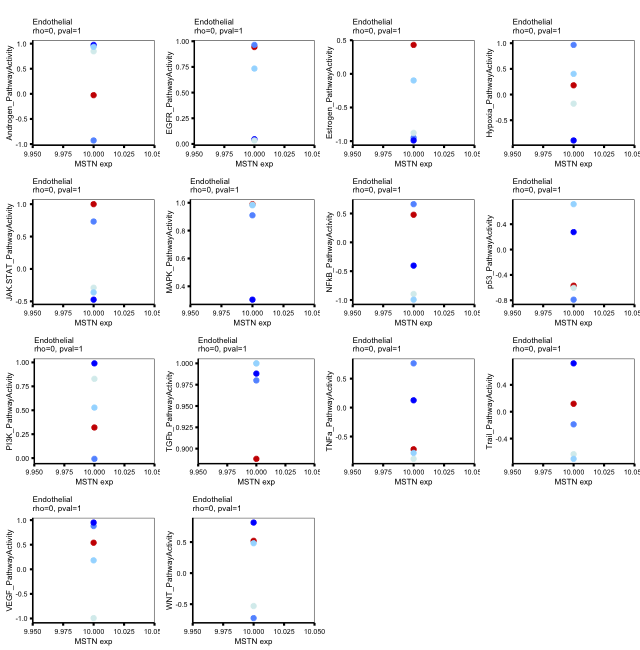 Endothelial
rho=0, pval=1
Androgen_PathwayActivity
1.0
0.5
0.0
-0.5
-1.0
9.950 9.975 10.000 10.025 10.05
MSTN exp
Endothelial
rho=0, pval=1
EGFR_PathwayActivity
1.00
0.75
0.50
0.25
0.00
9.950 9.975 10.000 10.025 10.05
MSTN exp
Endothelial
rho=0, pval=1
Estrogen_PathwayActivity
0.5
0.0
-0.5
-1.0
9.950 9.975 10.000 10.025 10.05
MSTN exp
Endothelial
rho=0, pval=1
Hypoxia_PathwayActivity
1.0
0.5
0.0
-0.5
9.950 9.975 10.000 10.025 10.05
MSTN exp
Endothelial
rho=0, pval=1
JAK-STAT_PathwayActivity
1.0
0.5
0.0
-0.5
9.950 9.975 10.000 10.025 10.05
MSTN exp
Endothelial
rho=0, pval=1
MAPK_PathwayActivity
1.0
0.8
0.6
0.4
9.950 9.975 10.000 10.025 10.05
MSTN exp
Endothelial
rho=0, pval=1
NFkB_PathwayActivity
0.5
0.0
-0.5
-1.0
9.950 9.975 10.000 10.025 10.05
MSTN exp
Endothelial
rho=0, pval=1
p53_PathwayActivity
0.4
0.0
-0.4
-0.8
9.950 9.975 10.000 10.025 10.05
MSTN exp
Endothelial
rho=0, pval=1
PI3K_PathwayActivity
1.00
0.75
0.50
0.25
0.00
9.950 9.975 10.000 10.025 10.05
MSTN exp
Endothelial
rho=0, pval=1
TGFb_PathwayActivity
1.000
0.975
0.950
0.925
0.900
9.950 9.975 10.000 10.025 10.05
MSTN exp
Endothelial
rho=0, pval=1
TNFa_PathwayActivity
0.5
0.0
-0.5
9.950 9.975 10.000 10.025 10.05
MSTN exp
Endothelial
rho=0, pval=1
Trail_PathwayActivity
0.4
0.0
-0.4
9.950 9.975 10.000 10.025 10.05
MSTN exp
Endothelial
rho=0, pval=1
VEGF_PathwayActivity
1.0
0.5
0.0
-0.5
-1.0
9.950 9.975 10.000 10.025 10.05
MSTN exp
Endothelial
rho=0, pval=1
WNT_PathwayActivity
0.5
0.0
-0.5
9.950 9.975 10.000 10.025 10.050
MSTN exp